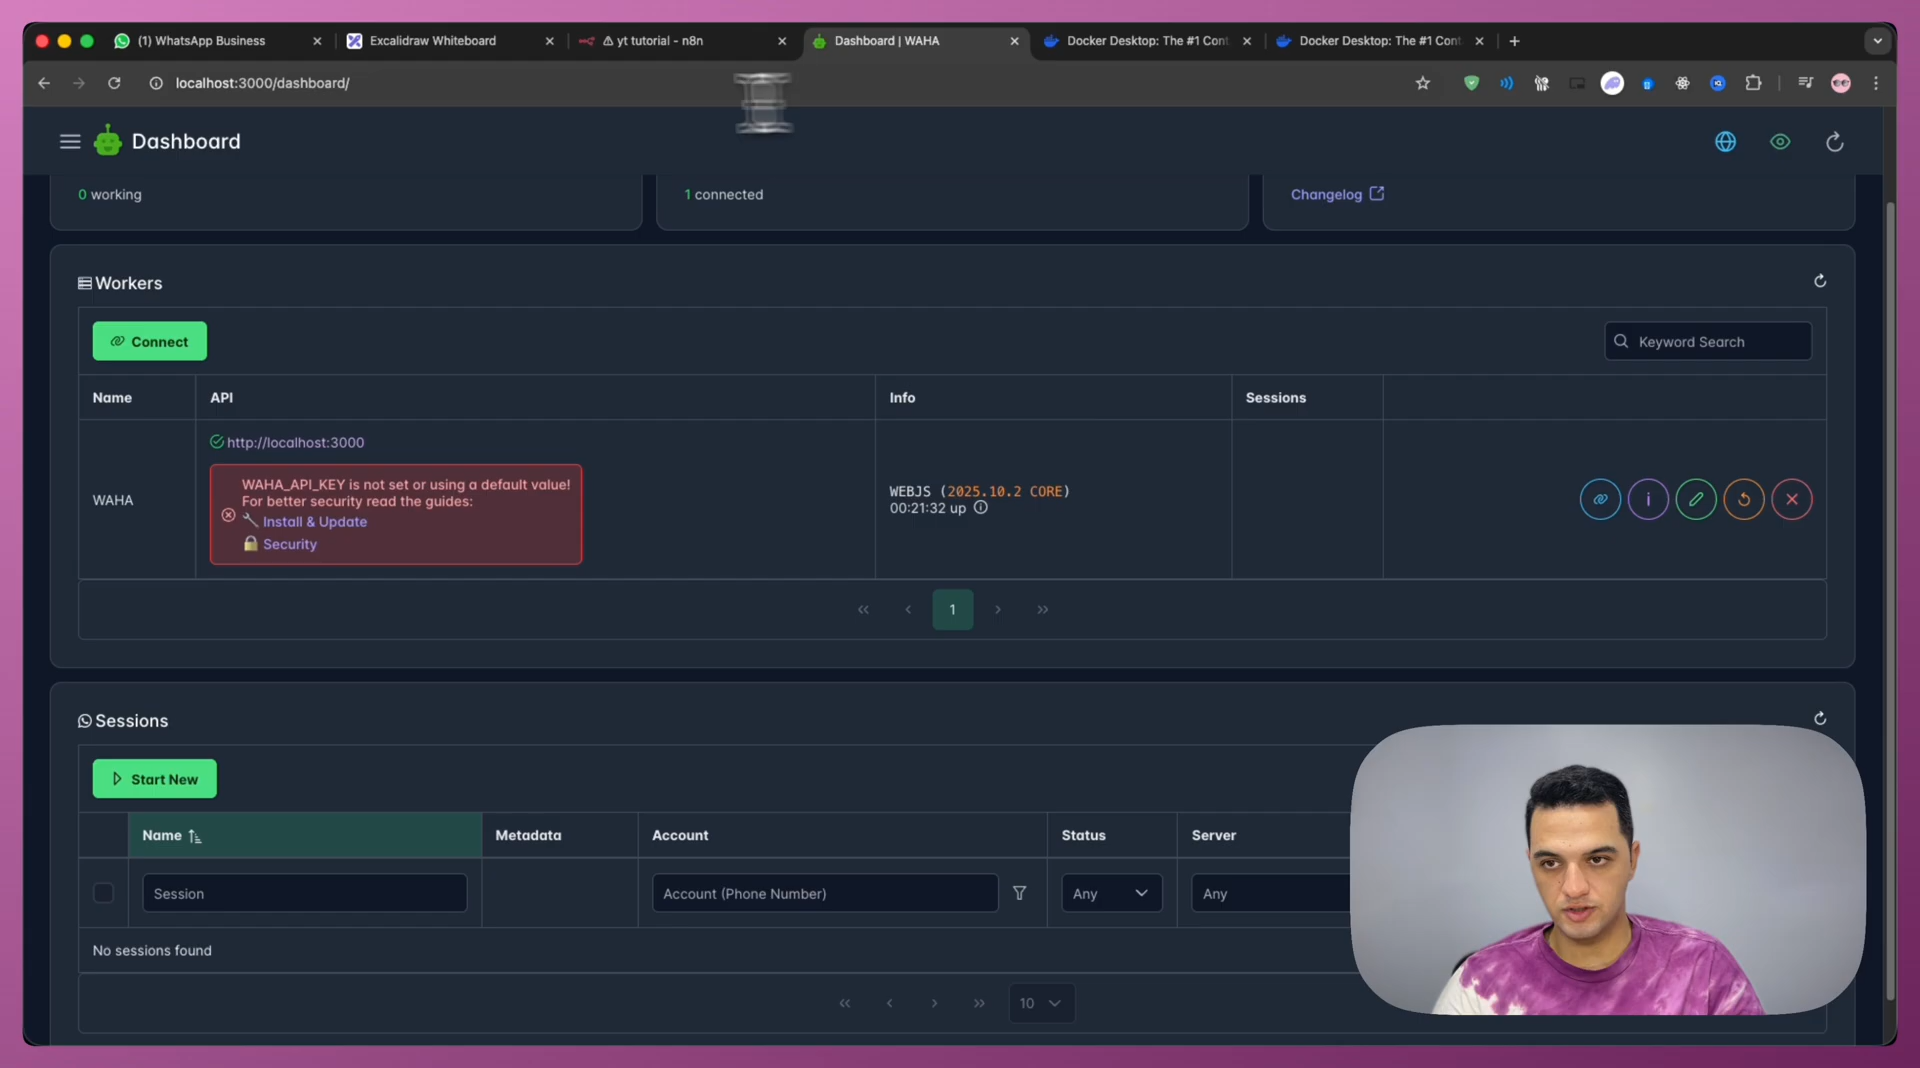 (1) WhatsApp Business
Excalidraw Whiteboard
⚠ yt tutorial - n8n
Dashboard | WAHA
Docker Desktop: The #1 Cont
Docker Desktop: The #1 Cont
localhost:3000/dashboard/
Dashboard
0 working
1 connected
Changelog
Workers
Connect
Keyword Search
Name
API
Info
Sessions
http://localhost:3000
WAHA
WAHA_API_KEY is not set or using a default value!
For better security read the guides:
Install & Update
Security
WEBJS (2025.10.2 CORE)
00:21:32 up
1
Sessions
Start New
Name
Metadata
Account
Status
Server
Session
Account (Phone Number)
Any
Any
No sessions found
10